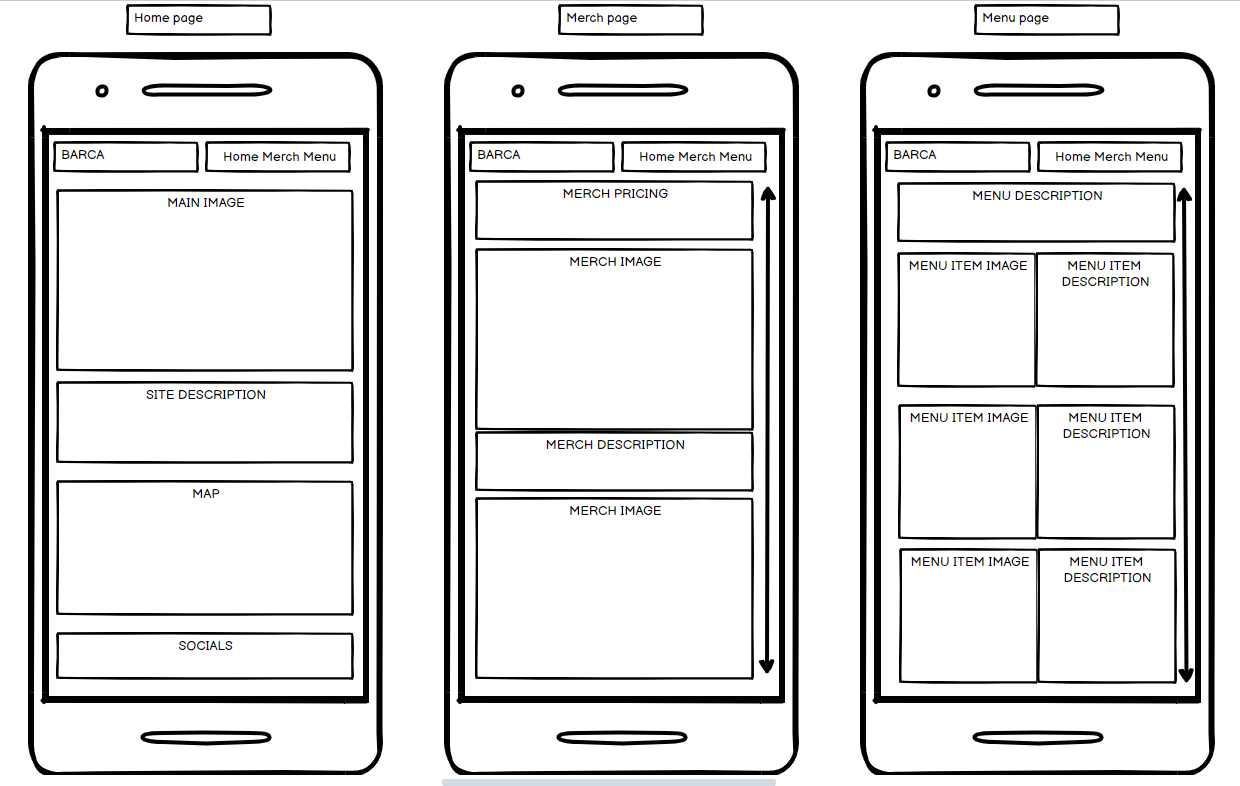 Home page
BARCA
Home Merch Menu
MAIN IMAGE
SITE DESCRIPTION
MAP
SOCIALS
Merch page
BARCA
Home Merch Menu
MERCH PRICING
MERCH IMAGE
MERCH DESCRIPTION
MERCH IMAGE
Menu page
BARCA
Home Merch Menu
MENU DESCRIPTION
MENU ITEM IMAGE
MENU ITEM
DESCRIPTION
MENU ITEM IMAGE
MENU ITEM
DESCRIPTION
MENU ITEM IMAGE
MENU ITEM
DESCRIPTION